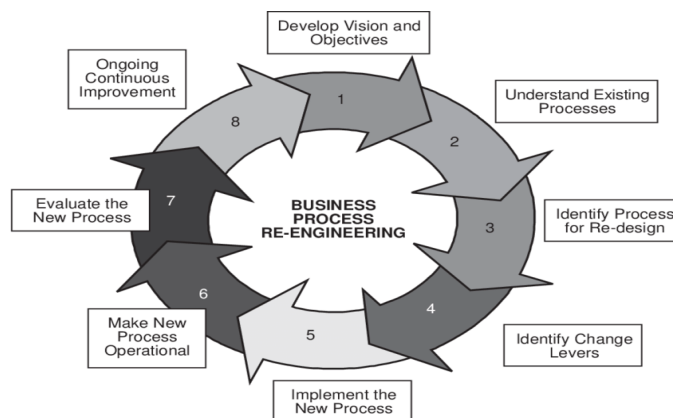 Develop Vision and
Objectives
Ongoing
Continuous
Improvement
1
8
Understand Existing
Processes
2
Evaluate the
New Process
7
BUSINESS
PROCESS
RE-ENGINEERING
3
Identify Process
for Re-design
6
4
5
Make New
Process
Operational
Identify Change
Levers
Implement the
New Process